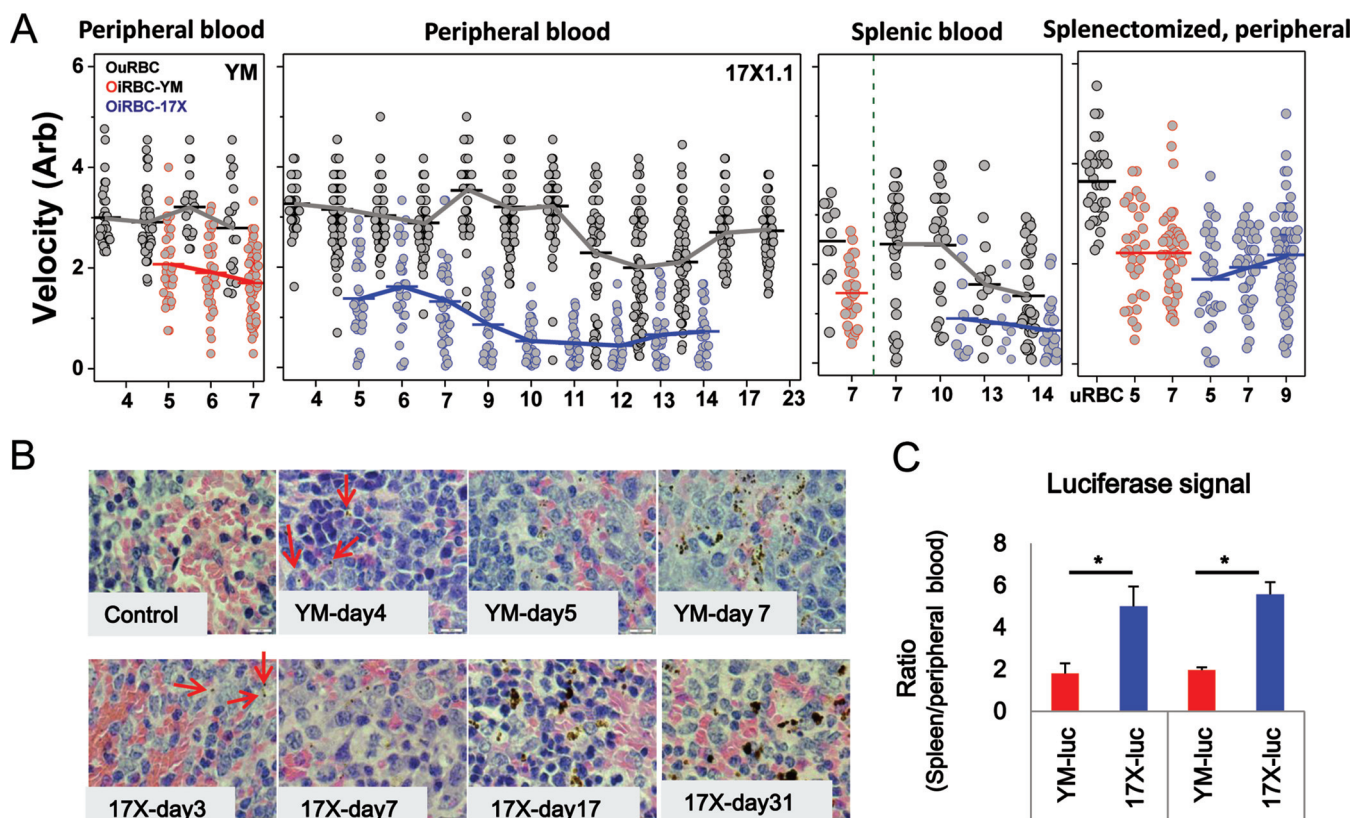 A
Peripheral blood
Peripheral blood
Splenic blood
Splenectomized, peripheral
Velocity (Arb)
6
4
2
0
OuRBC
OiRBC-YM
OiRBC-17X
YM
17X1.1
4 5 6 7
4 5 6 7 9 10 11 12 13 14 17 23
7 7 10 13 14
uRBC 5 7 5 7 9
B
Control
YM-day4
YM-day5
YM-day 7
17X-day3
17X-day7
17X-day17
17X-day31
C
Luciferase signal
Ratio
(Spleen/peripheral blood)
8
6
4
2
0
* *
YM-luc
17X-luc
YM-luc
17X-luc